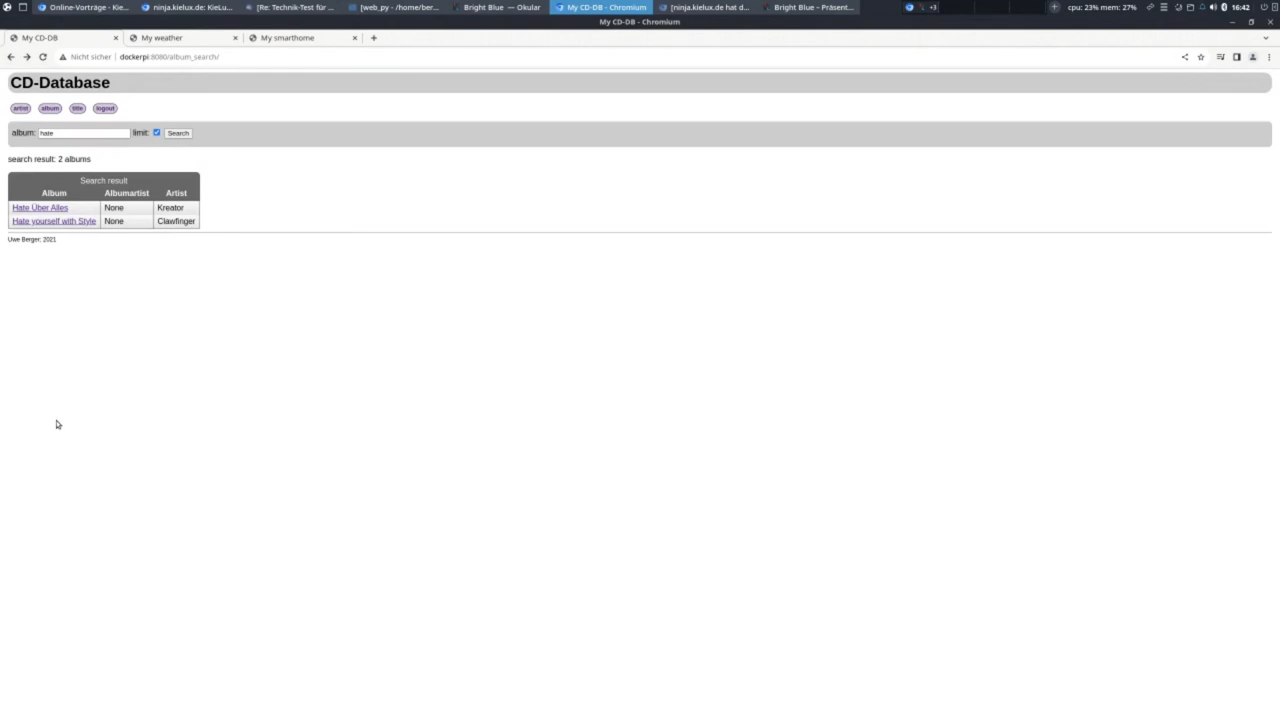 Online-Vorträge - Kie...
ninja.kielux.de: KieLu...
[Re: Technik-Test für ...
[web_py - /home/ber...
Bright Blue — Okular
My CD-DB - Chromium
[ninja.kielux.de hat d...
Bright Blue – Präsent...
+3
cpu: 23% mem: 27%
16:42
My CD-DB - Chromium
My CD-DB
My weather
My smarthome
Nicht sicher
dockerpi:8080/album_search/
CD-Database
artist
album
title
logout
album: hate
limit:
Search
search result: 2 albums
Search result
Album Albumartist Artist
Hate Über Alles None Kreator
Hate yourself with Style None Clawfinger
Uwe Berger; 2021